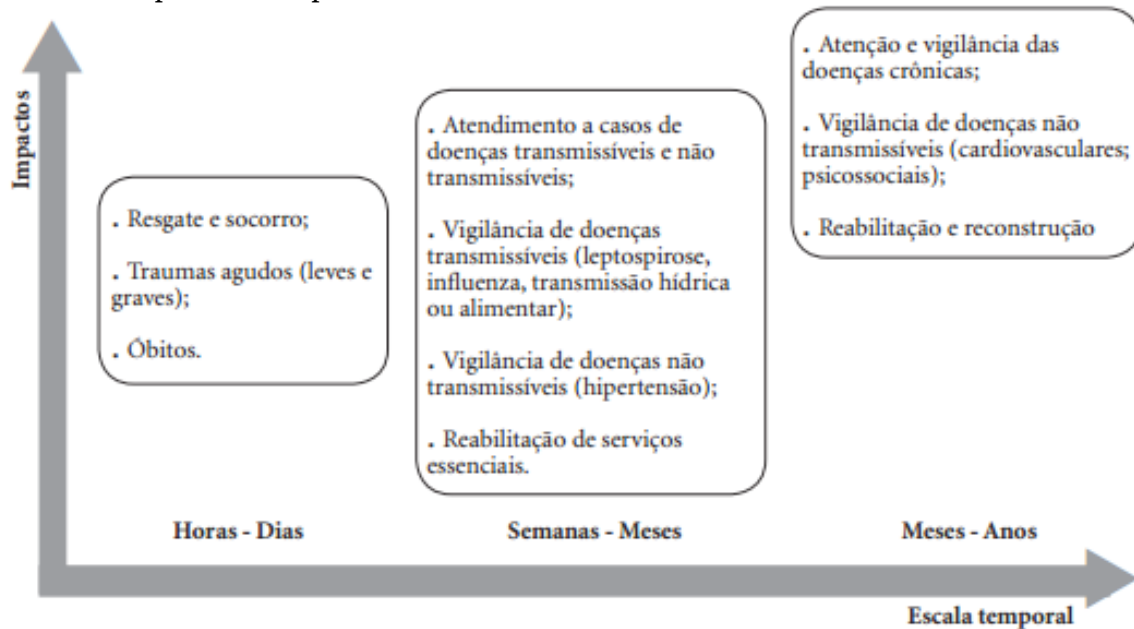 Impactos
. Resgate e socorro;
. Traumas agudos (leves e
graves);
. Óbitos.
. Atendimento a casos de
doenças transmissíveis e não
transmissíveis;
. Vigilância de doenças
transmissíveis (leptospirose,
influenza, transmissão hídrica
ou alimentar);
. Vigilância de doenças não
transmissíveis (hipertensão);
. Reabilitação de serviços
essenciais.
. Atenção e vigilância das
doenças crônicas;
. Vigilância de doenças não
transmissíveis (cardiovasculares;
psicossociais);
. Reabilitação e reconstrução
Horas - Dias
Semanas - Meses
Meses - Anos
Escala temporal